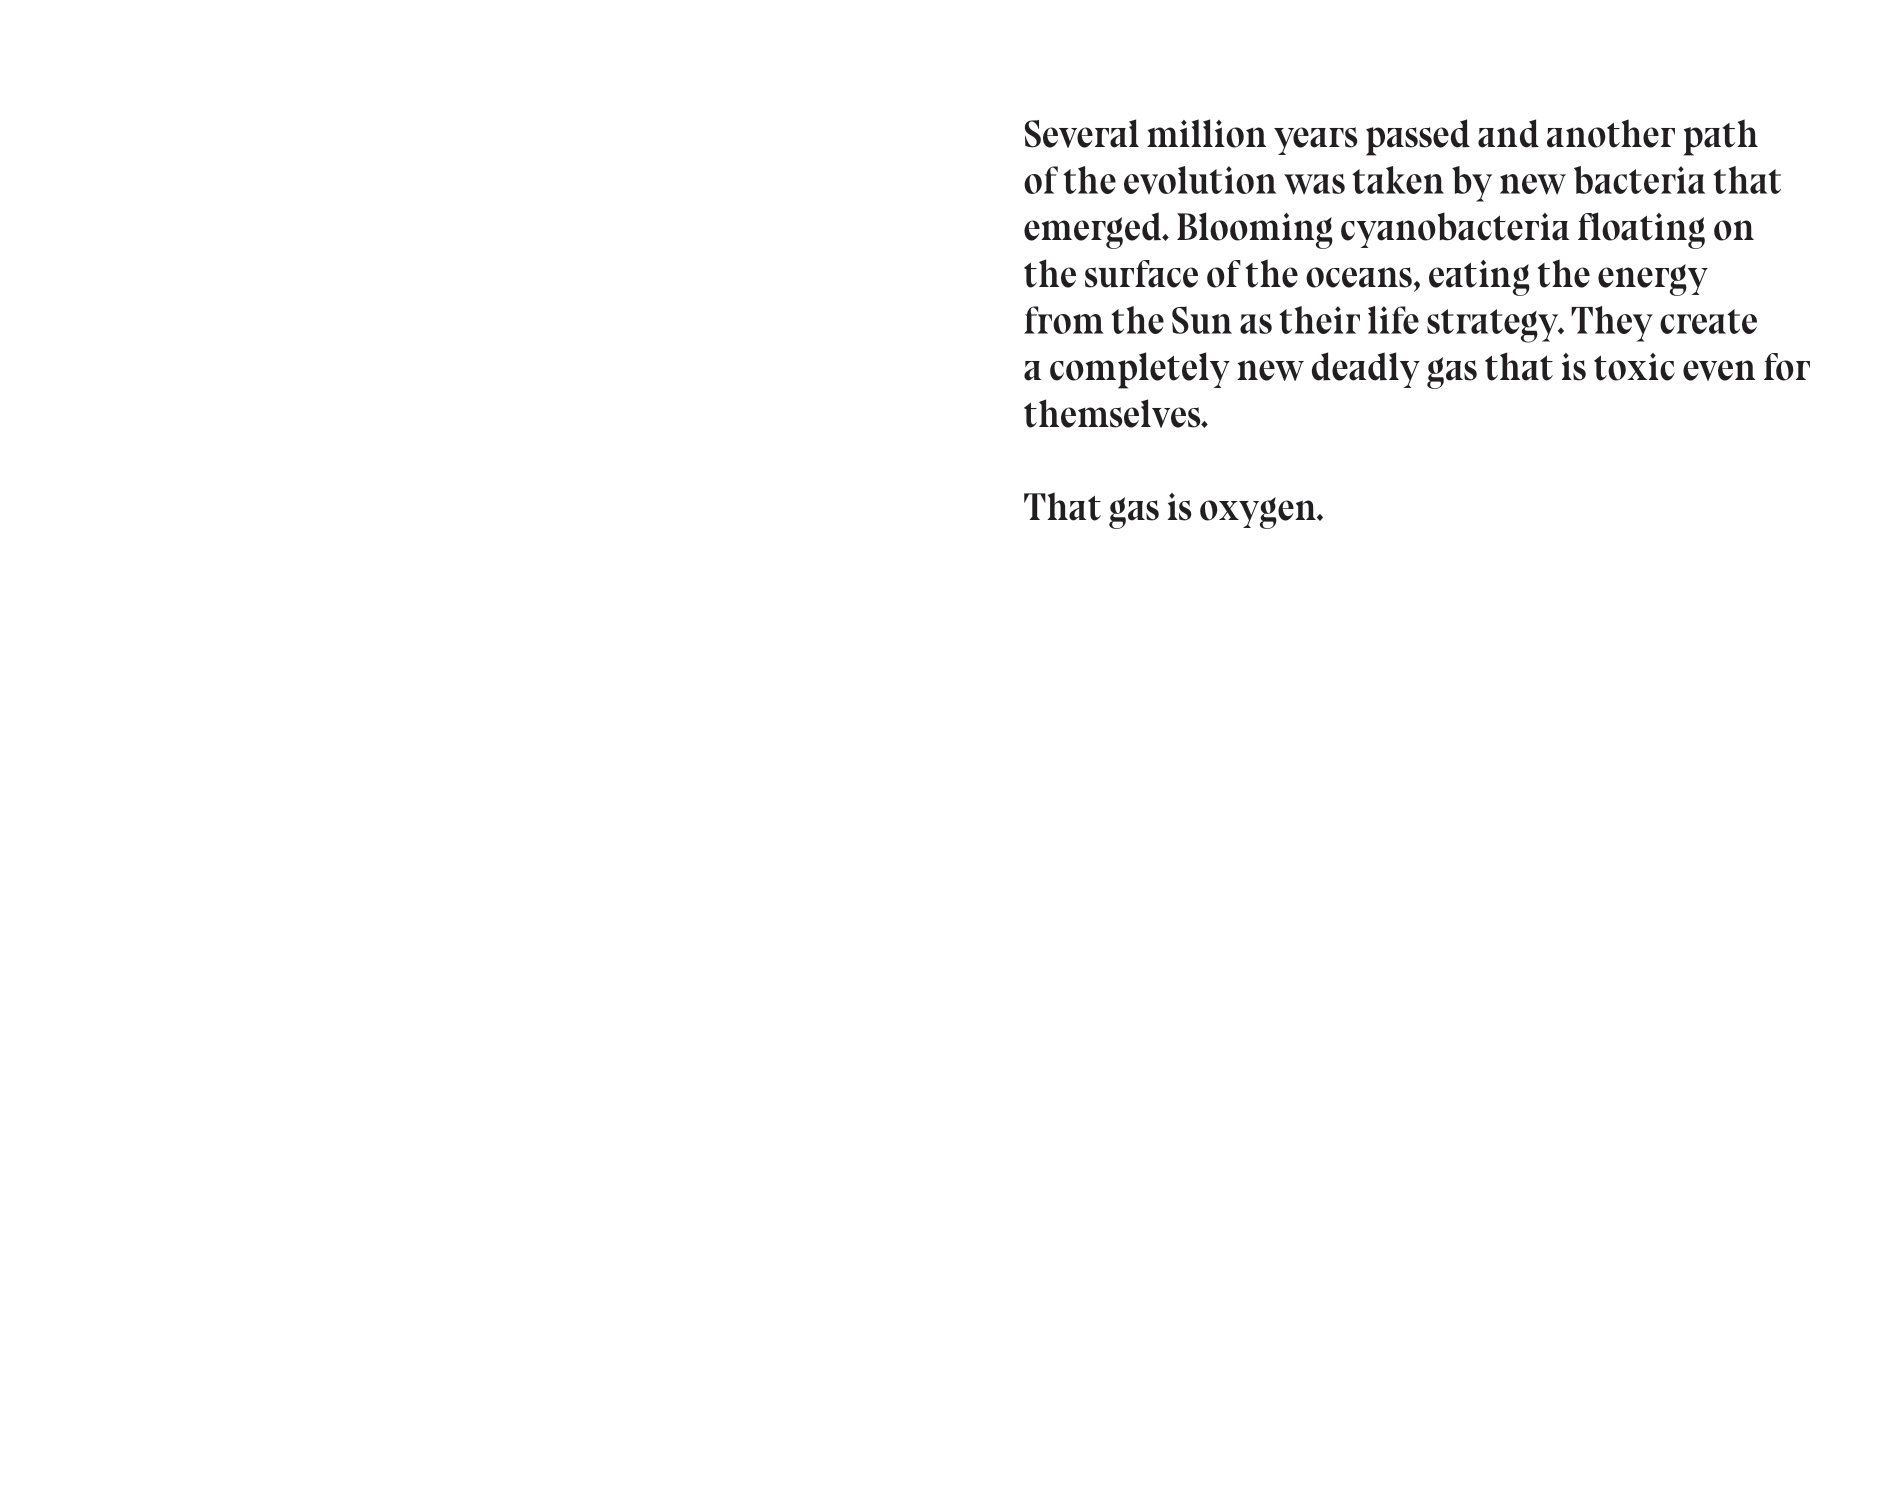 Several million years passed and another path
of the evolution was taken by new bacteria that
emerged. Blooming cyanobacteria floating on
the surface of the oceans, eating the energy
from the Sun as their life strategy. They create
a completely new deadly gas that is toxic even for
themselves.
That gas is oxygen.